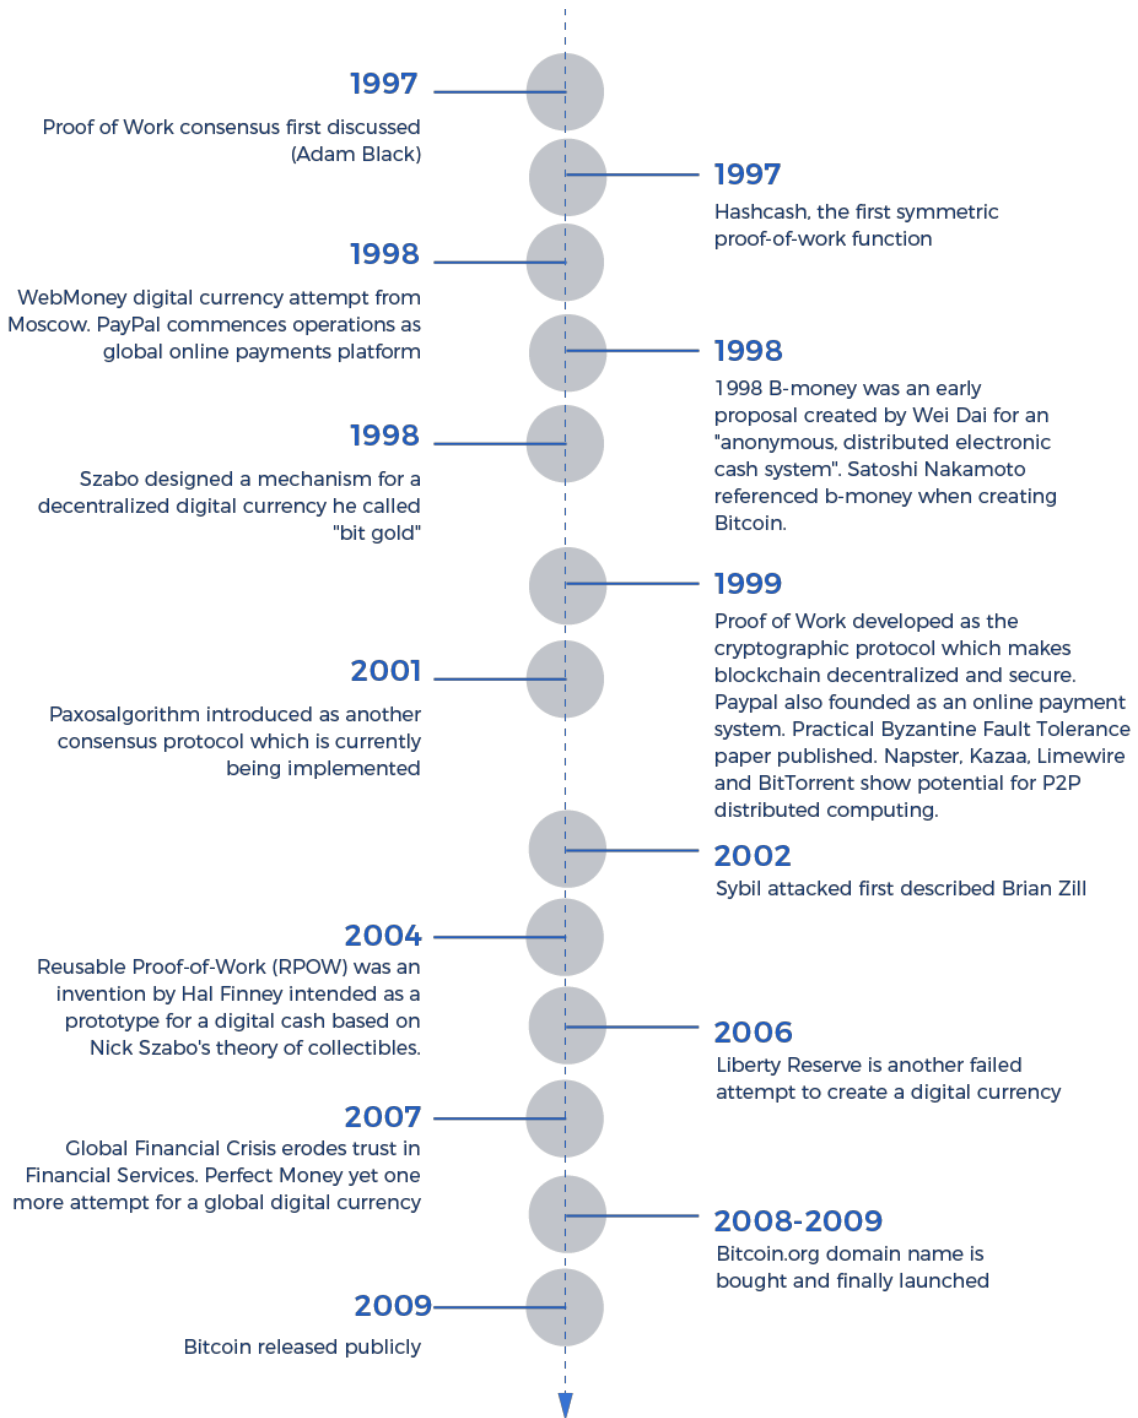 1997
Proof of Work consensus first discussed
(Adam Black)
1997
Hashcash, the first symmetric
proof-of-work function
1998
WebMoney digital currency attempt from
Moscow. PayPal commences operations as
global online payments platform
1998
1998 B-money was an early
proposal created by Wei Dai for an
"anonymous, distributed electronic
cash system". Satoshi Nakamoto
referenced b-money when creating
Bitcoin.
1998
Szabo designed a mechanism for a
decentralized digital currency he called
"bit gold"
1999
Proof of Work developed as the
cryptographic protocol which makes
blockchain decentralized and secure.
Paypal also founded as an online payment
system. Practical Byzantine Fault Tolerance
paper published. Napster, Kazaa, Limewire
and BitTorrent show potential for P2P
distributed computing.
2001
Paxosalgorithm introduced as another
consensus protocol which is currently
being implemented
2002
Sybil attacked first described Brian Zill
2004
Reusable Proof-of-Work (RPOW) was an
invention by Hal Finney intended as a
prototype for a digital cash based on
Nick Szabo's theory of collectibles.
2006
Liberty Reserve is another failed
attempt to create a digital currency
2007
Global Financial Crisis erodes trust in
Financial Services. Perfect Money yet one
more attempt for a global digital currency
2008-2009
Bitcoin.org domain name is
bought and finally launched
2009
Bitcoin released publicly